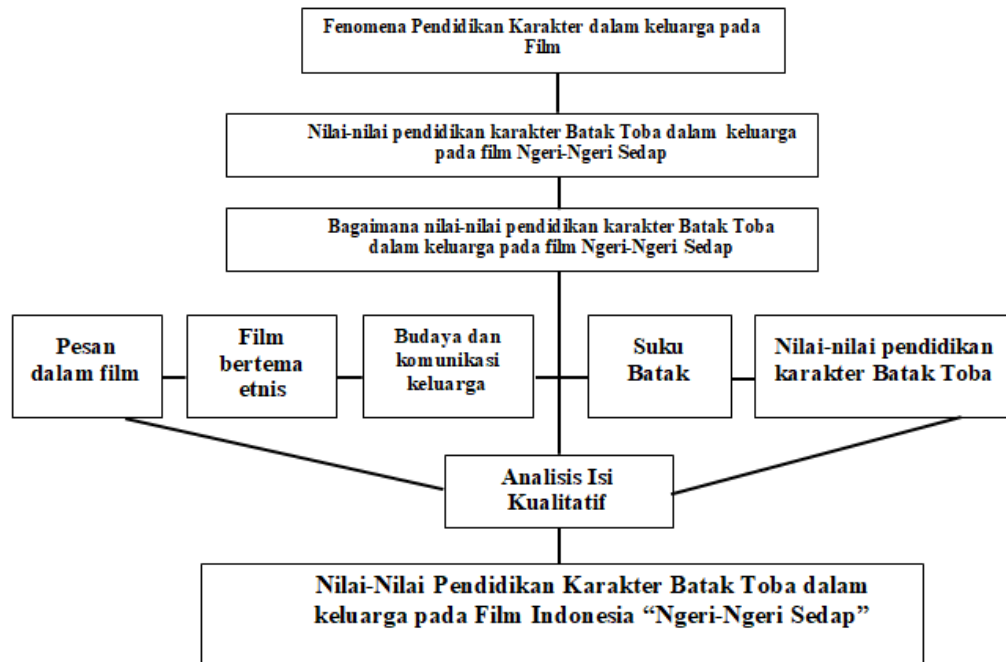 Fenomena Pendidikan Karakter dalam keluarga pada
Film
Nilai-nilai pendidikan karakter Batak Toba dalam keluarga
pada film Ngeri-Ngeri Sedap
Bagaimana nilai-nilai pendidikan karakter Batak Toba
dalam keluarga pada film Ngeri-Ngeri Sedap
Pesan
dalam film
Film
bertema
etnis
Budaya dan
komunikasi
keluarga
Suku
Batak
Nilai-nilai pendidikan
karakter Batak Toba
Analisis Isi
Kualitatif
Nilai-Nilai Pendidikan Karakter Batak Toba dalam
keluarga pada Film Indonesia “Ngeri-Ngeri Sedap”